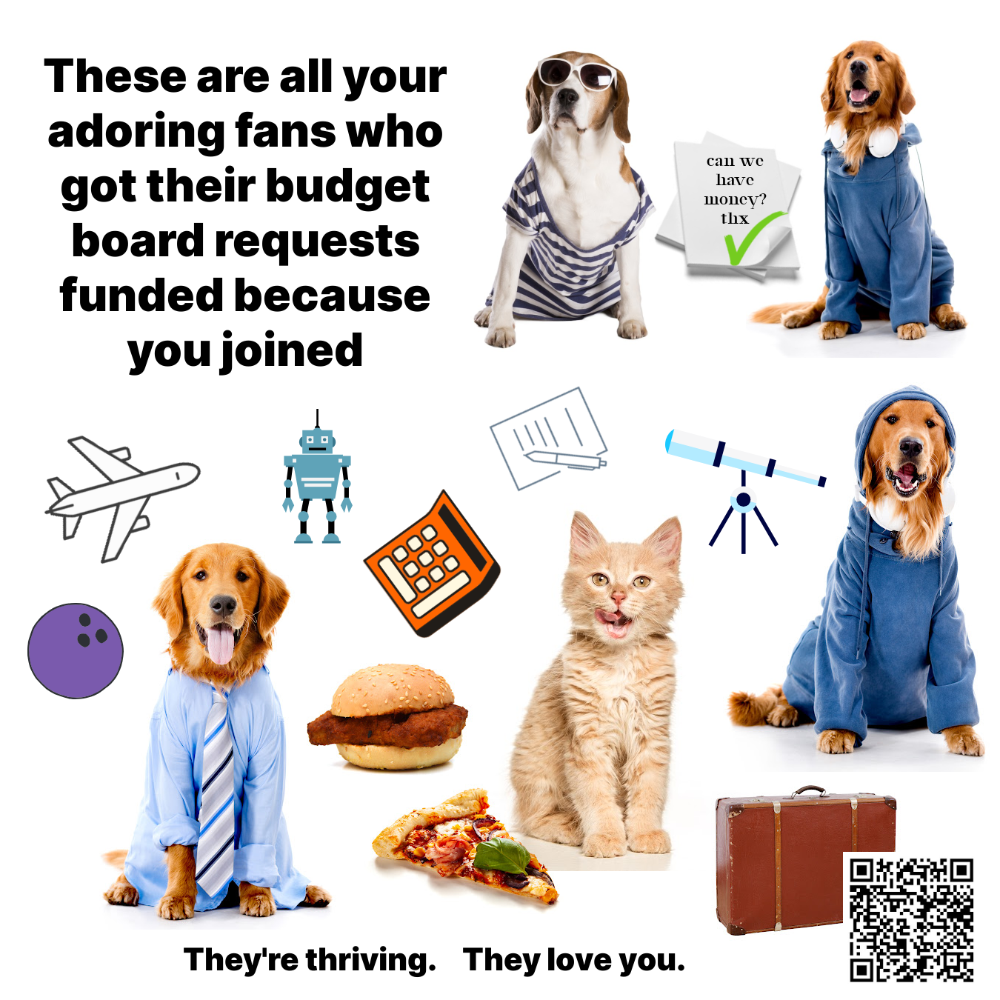 These are all your
adoring fans who
got their budget
board requests
funded because
you joined
can we
have
money?
thx
They're thriving. They love you.